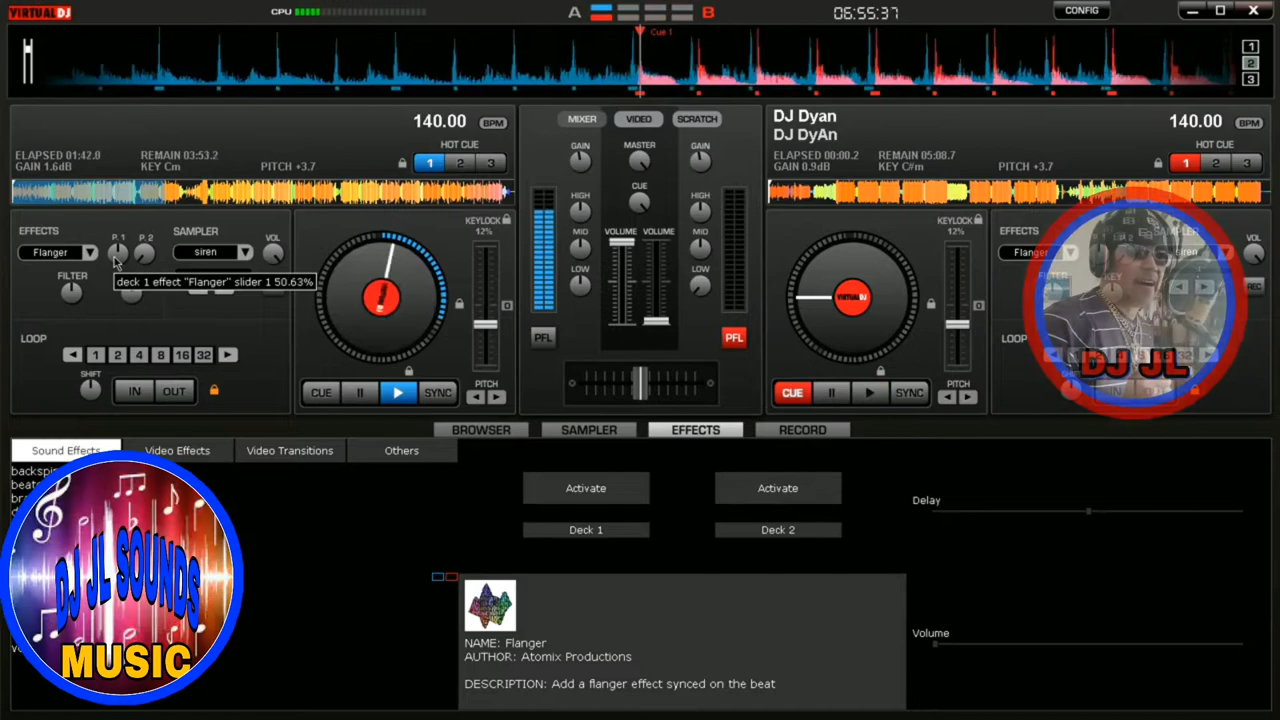 VIRTUAL DJ
CPU
A
B
06:55:37
CONFIG
Cue 1
1
2
3
140.00 BPM
ELAPSED 01:42.0 REMAIN 03:53.2
GAIN 1.6dB KEY Cm PITCH +3.7
HOT CUE
1 2 3
MIXER VIDEO SCRATCH
GAIN MASTER GAIN
HIGH CUE HIGH
MID VOLUME VOLUME MID
LOW LOW
PFL PFL
DJ Dyan
DJ DyAn
140.00 BPM
ELAPSED 00:00.2 REMAIN 05:08.7
GAIN 0.9dB KEY C#m PITCH +3.7
HOT CUE
1 2 3
EFFECTS P.1 P.2 SAMPLER
Flanger siren VOL
FILTER
deck 1 effect "Flanger" slider 1 50.63%
LOOP
1 2 4 8 16 32
SHIFT IN OUT
KEYLOCK
12%
VIRTUALDJ
CUE SYNC PITCH
KEYLOCK
12%
CUE SYNC PITCH
EFFECTS SAMPLER
Flanger siren VOL
FILTER KEY REC
LOOP
DJ JL
BROWSER SAMPLER EFFECTS RECORD
Sound Effects Video Effects Video Transitions Others
Activate Activate
Deck 1 Deck 2
Delay
Volume
NAME: Flanger
AUTHOR: Atomix Productions
DESCRIPTION: Add a flanger effect synced on the beat
DJ JL SOUNDS
MUSIC